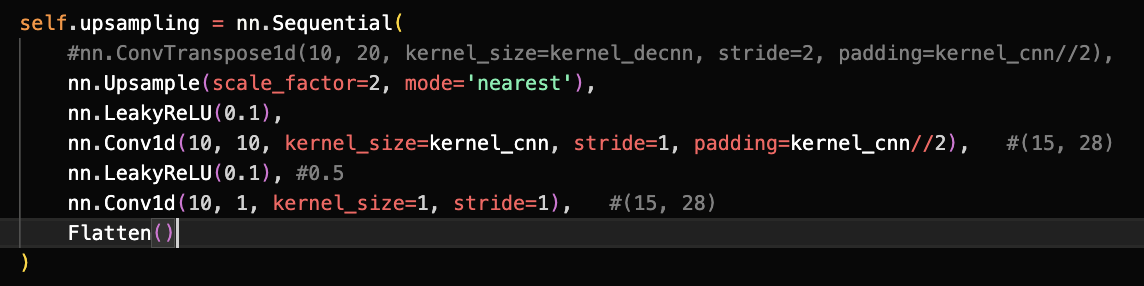 self.upsampling = nn.Sequential(
#nn.ConvTranspose1d(10, 20, kernel_size=kernel_decnn, stride=2, padding=kernel_cnn//2),
nn.Upsample(scale_factor=2, mode='nearest'),
nn.LeakyReLU(0.1),
nn.Conv1d(10, 10, kernel_size=kernel_cnn, stride=1, padding=kernel_cnn//2),   #(15, 28)
nn.LeakyReLU(0.1), #0.5
nn.Conv1d(10, 1, kernel_size=1, stride=1),   #(15, 28)
Flatten()
)